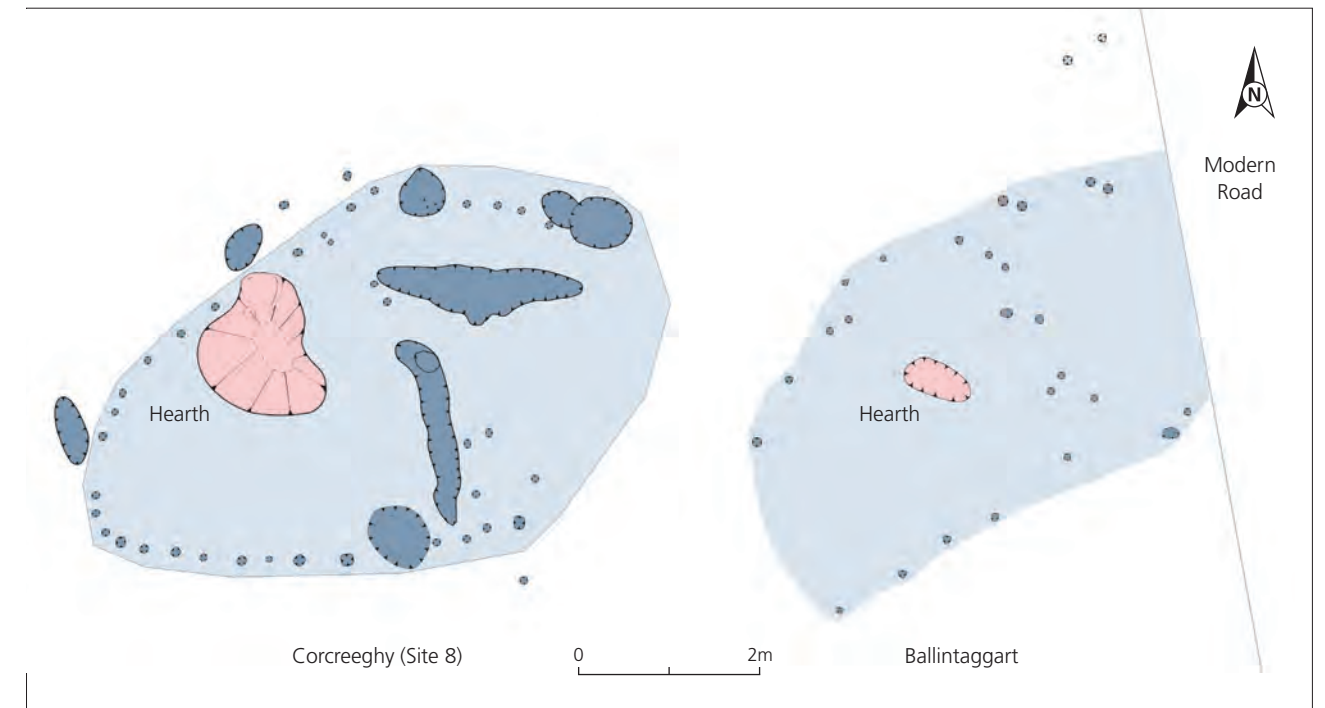 N
Modern
Road
Hearth
Hearth
Corcreeghy (Site 8)
0
2m
Ballintaggart